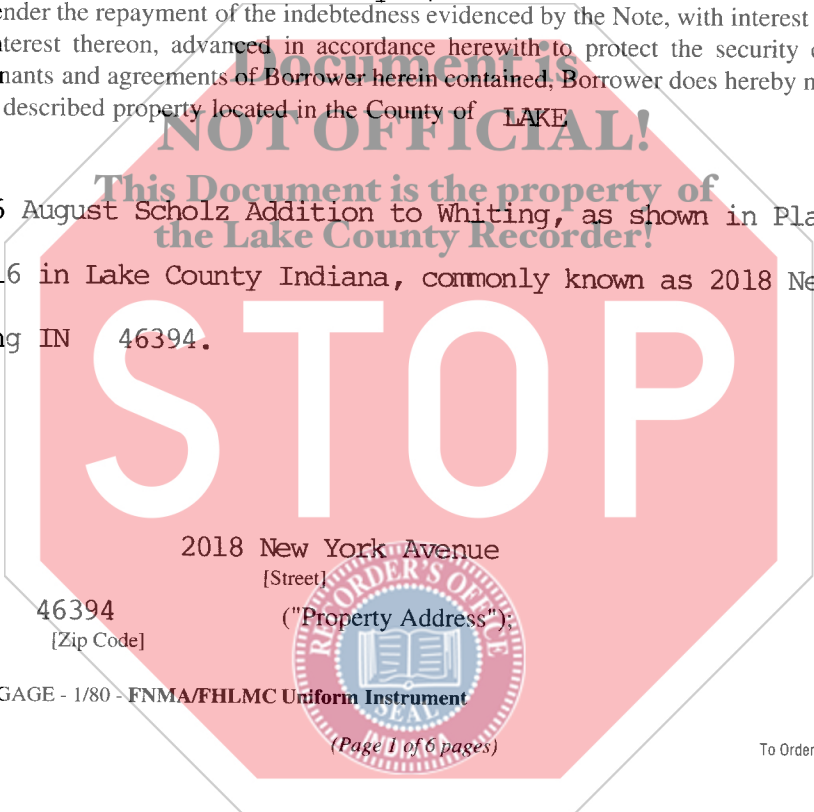 ender the repayment of the indebtedness evidenced by the Note, with interest
nterest thereon, advanced in accordance herewith to protect the security
nants and agreements of Borrower herein contained, Borrower does hereby
described property located in the County of LAKE
Document is
NOT OFFICIAL!
This Document is the property of
the Lake County Recorder!
August Scholz Addition to Whiting, as shown in Pla
16 in Lake County Indiana, commonly known as 2018 Ne
ng IN 46394.
STOP
2018 New York Avenue
[Street]
46394 ("Property Address");
[Zip Code]
GAGE - 1/80 - FNMA/FHLMC Uniform Instrument
RECORDER'S OFFICE
SEAL
INDIANA
(Page 1 of 6 pages)
To Order